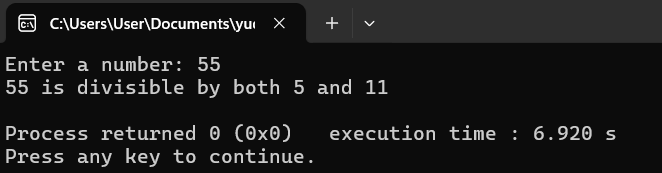 C:\Users\User\Documents\yu
Enter a number: 55
55 is divisible by both 5 and 11
Process returned 0 (0x0)   execution time : 6.920 s
Press any key to continue.